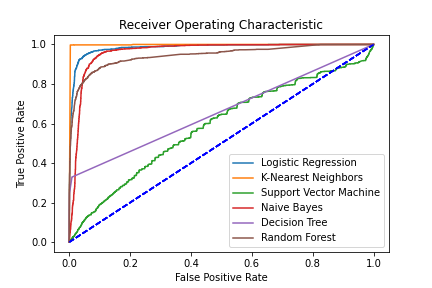 Receiver Operating Characteristic
True Positive Rate
1.0
0.8
0.6
0.4
0.2
0.0
Logistic Regression
K-Nearest Neighbors
Support Vector Machine
Naive Bayes
Decision Tree
Random Forest
0.0 0.2 0.4 0.6 0.8 1.0
False Positive Rate